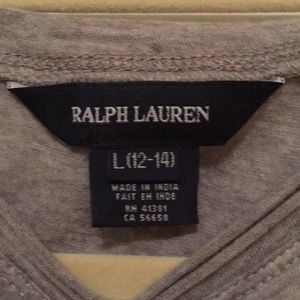 RALPH LAUREN
L(12-14)
MADE IN INDIA
FAIT EN INDE
RN 41381
CA 56658